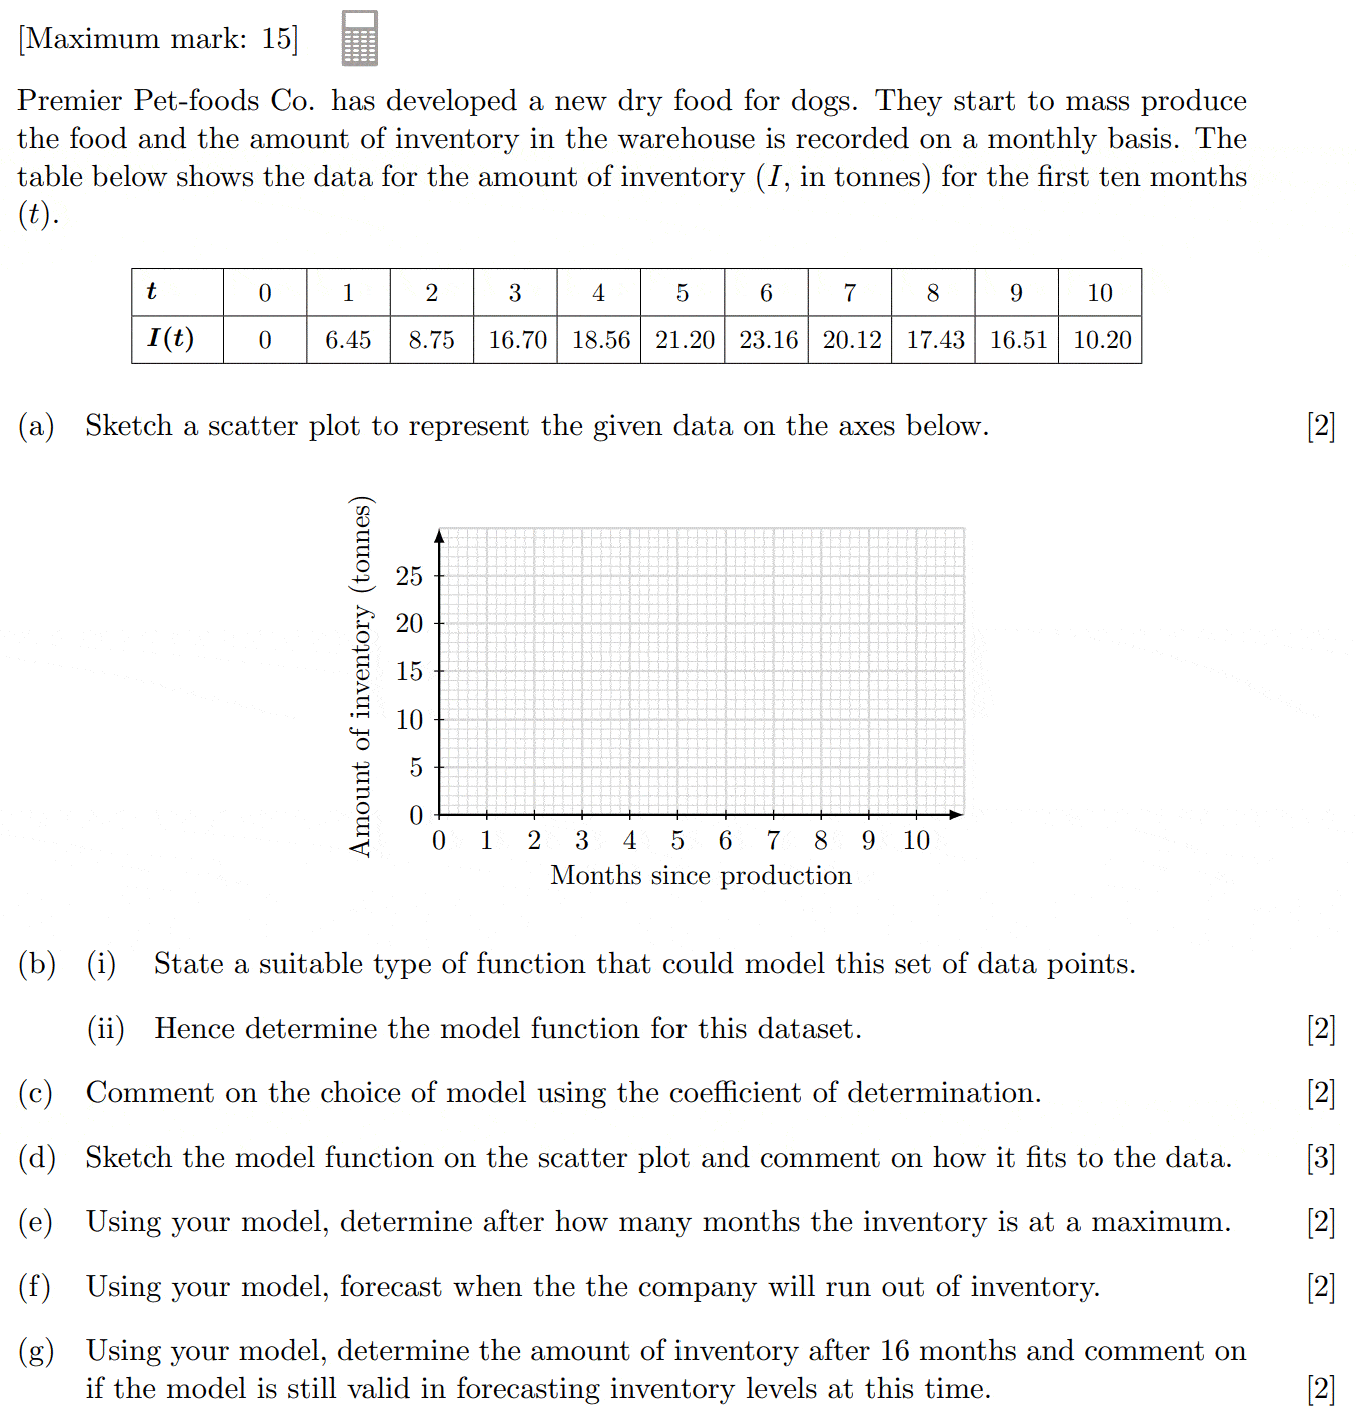 [Maximum mark: 15]
Premier Pet-foods Co. has developed a new dry food for dogs. They start to mass produce
the food and the amount of inventory in the warehouse is recorded on a monthly basis. The
table below shows the data for the amount of inventory (I, in tonnes) for the first ten months
(t).
t 0 1 2 3 4 5 6 7 8 9 10
I(t) 0 6.45 8.75 16.70 18.56 21.20 23.16 20.12 17.43 16.51 10.20
(a) Sketch a scatter plot to represent the given data on the axes below. [2]
Amount of inventory (tonnes)
25
20
15
10
5
0
0 1 2 3 4 5 6 7 8 9 10
Months since production
(b) (i) State a suitable type of function that could model this set of data points.
(ii) Hence determine the model function for this dataset. [2]
(c) Comment on the choice of model using the coefficient of determination. [2]
(d) Sketch the model function on the scatter plot and comment on how it fits to the data. [3]
(e) Using your model, determine after how many months the inventory is at a maximum. [2]
(f) Using your model, forecast when the the company will run out of inventory. [2]
(g) Using your model, determine the amount of inventory after 16 months and comment on
if the model is still valid in forecasting inventory levels at this time. [2]